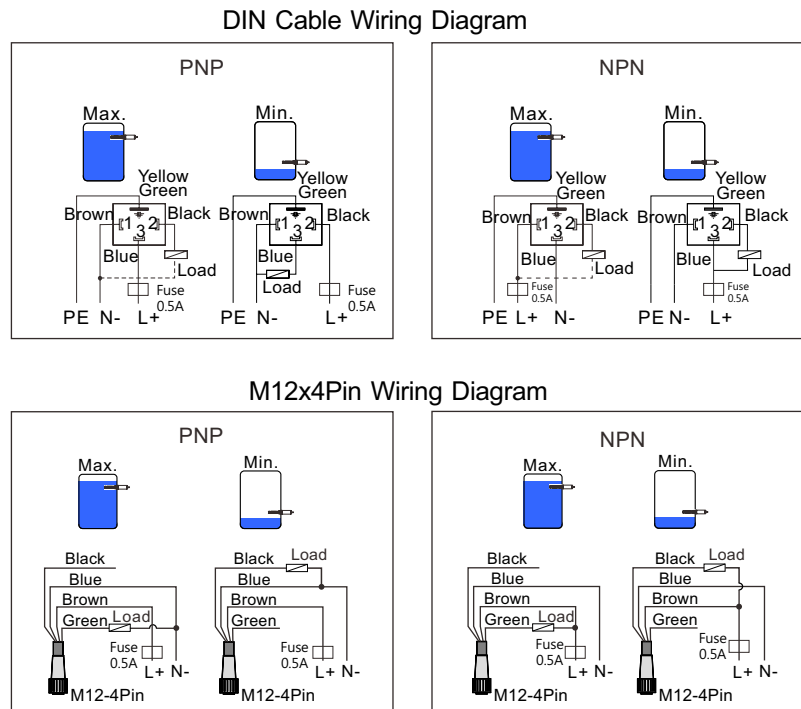 DIN Cable Wiring Diagram
PNP
Max.
Min.
Yellow
Green
Yellow
Green
Brown
1
3
2
Black
Brown
1
3
2
Black
Blue
Load
Blue
Load
Fuse
0.5A
Fuse
0.5A
PE N- L+
PE N- L+
NPN
Max.
Min.
Yellow
Green
Yellow
Green
Brown
1
3
2
Black
Brown
1
3
2
Black
Blue
Load
Blue
Load
Fuse
0.5A
Fuse
0.5A
PE L+ N-
PE N- L+
M12x4Pin Wiring Diagram
PNP
Max.
Min.
Black
Blue
Brown
Green
Load
Fuse
0.5A
L+ N-
M12-4Pin
Black
Load
Blue
Brown
Green
Fuse
0.5A
L+ N-
M12-4Pin
NPN
Max.
Min.
Black
Blue
Brown
Green
Load
Fuse
0.5A
L+ N-
M12-4Pin
Black
Load
Blue
Brown
Green
Fuse
0.5A
L+ N-
M12-4Pin